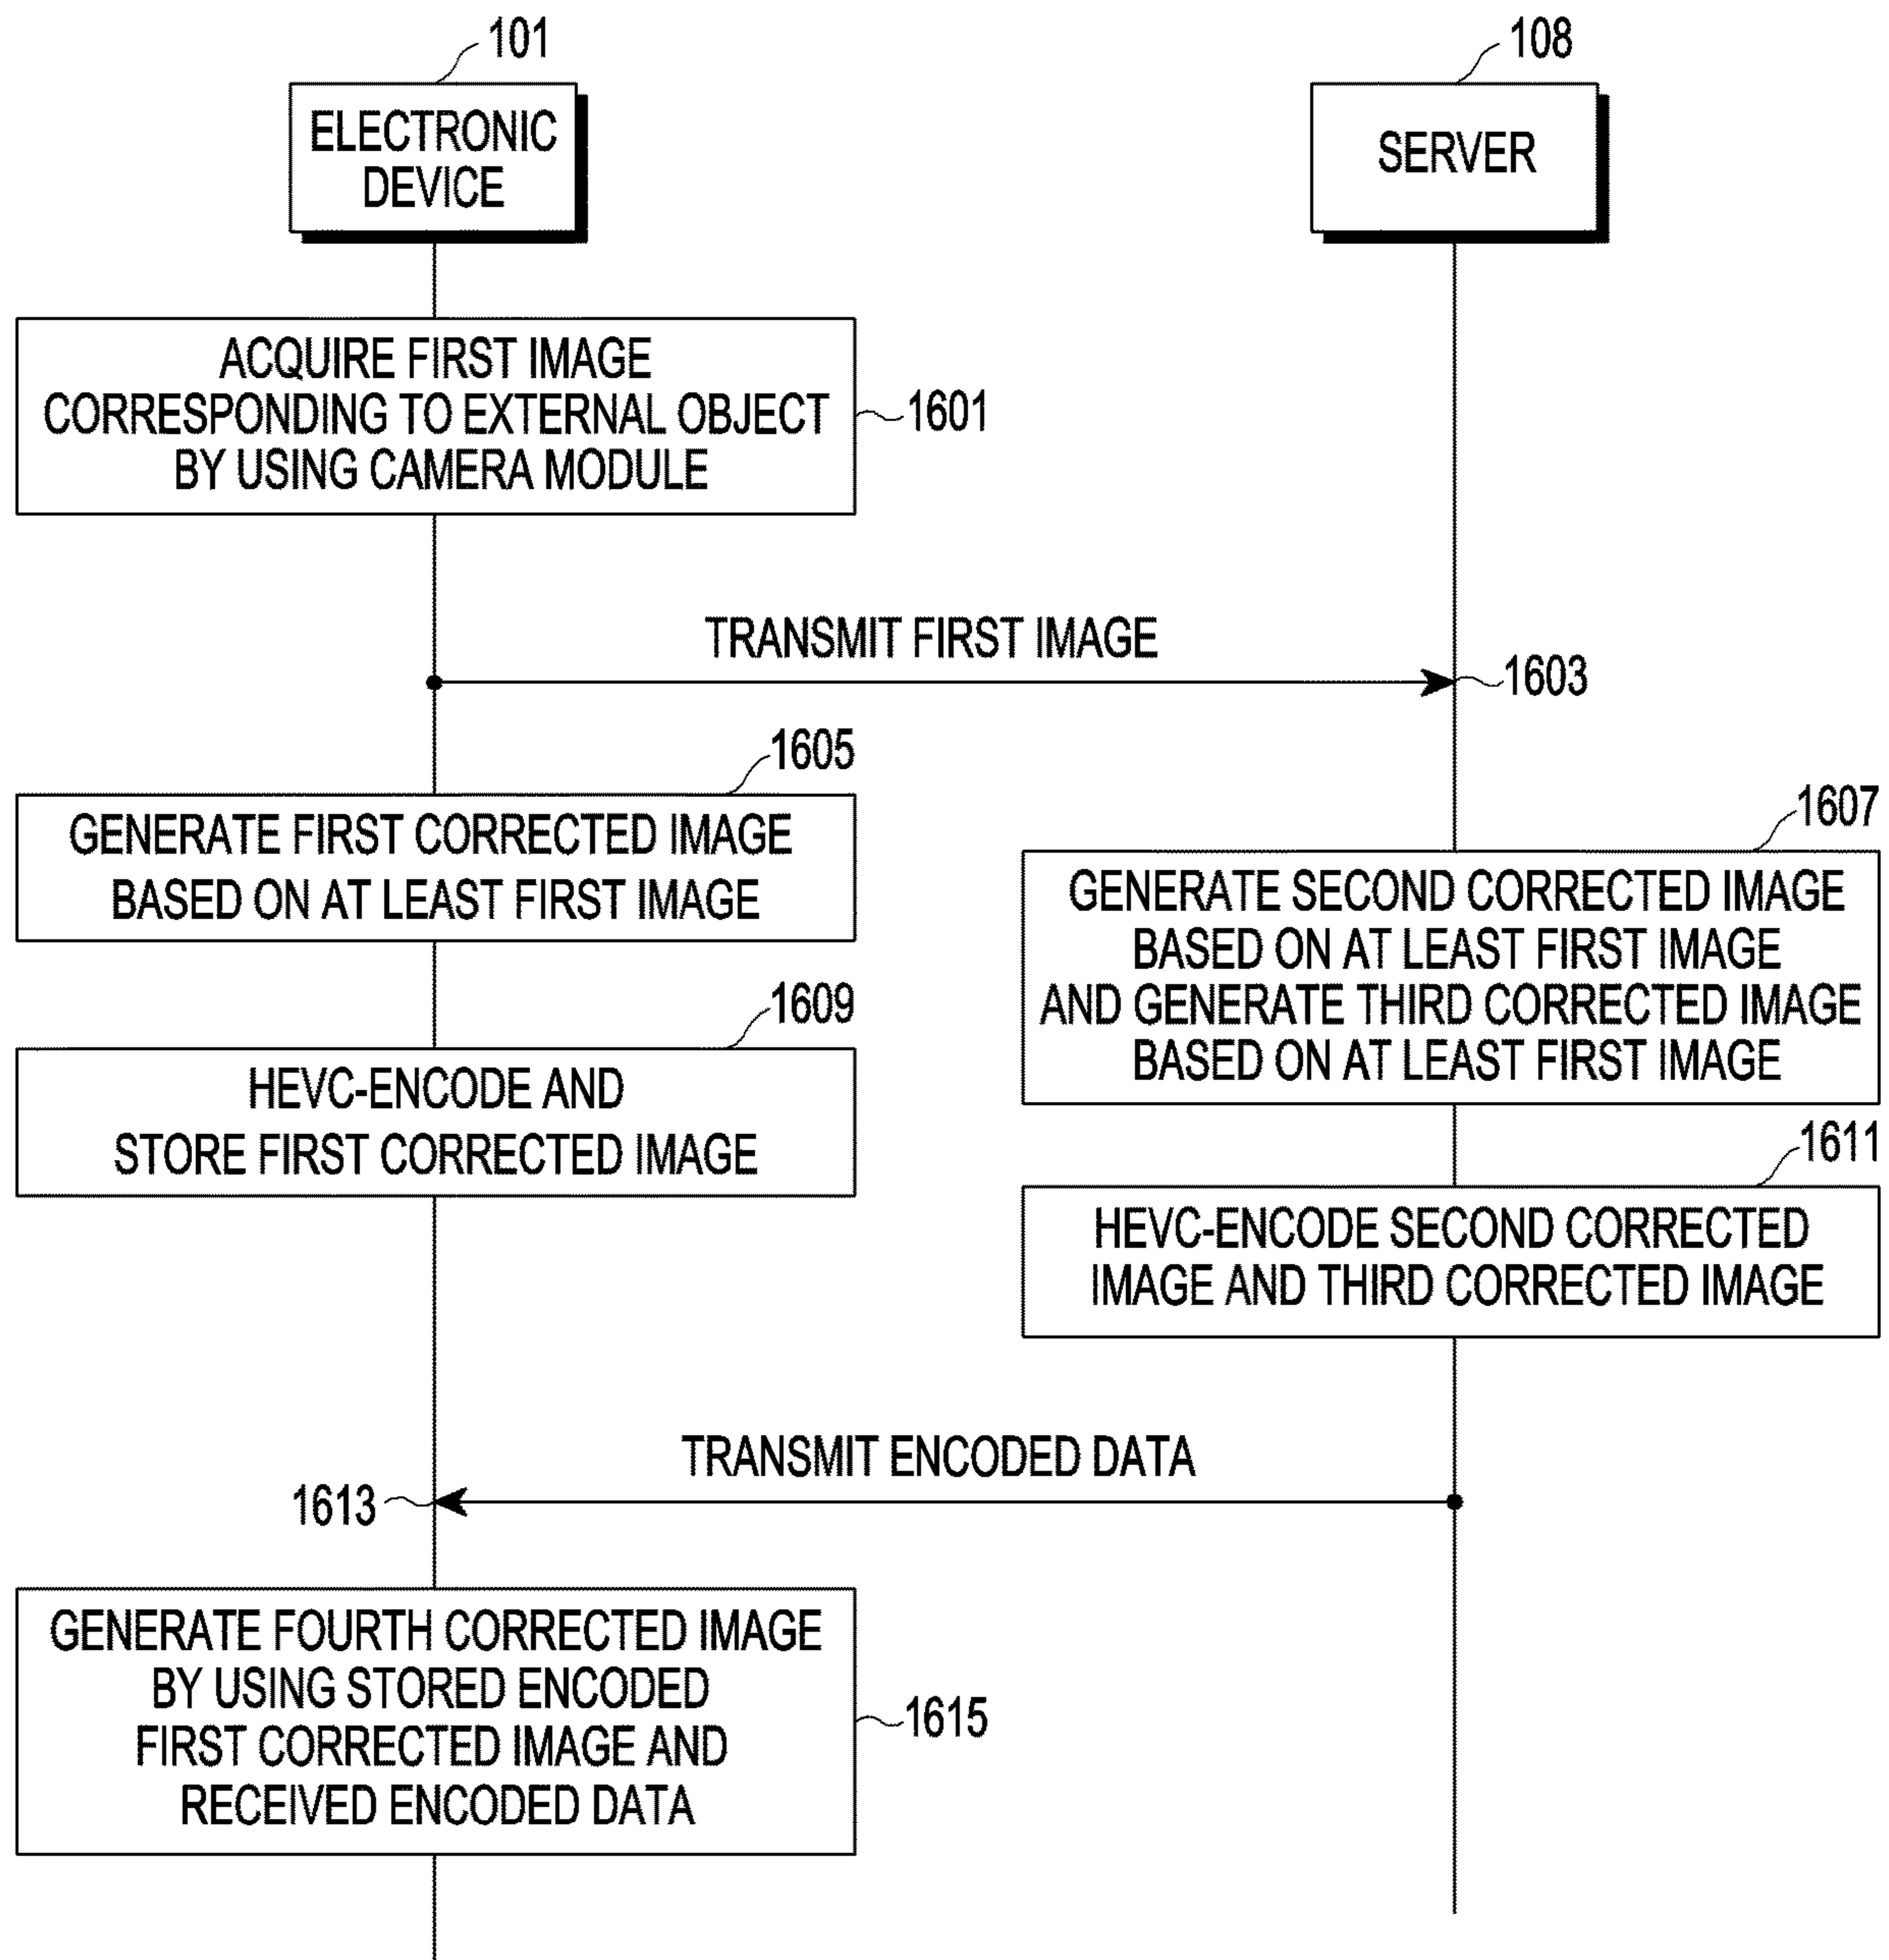 101
108
ELECTRONIC
DEVICE
SERVER
ACQUIRE FIRST IMAGE
CORRESPONDING TO EXTERNAL OBJECT
BY USING CAMERA MODULE
1601
TRANSMIT FIRST IMAGE
1603
1605
GENERATE FIRST CORRECTED IMAGE
BASED ON AT LEAST FIRST IMAGE
1607
GENERATE SECOND CORRECTED IMAGE
BASED ON AT LEAST FIRST IMAGE
AND GENERATE THIRD CORRECTED IMAGE
BASED ON AT LEAST FIRST IMAGE
1609
HEVC-ENCODE AND
STORE FIRST CORRECTED IMAGE
1611
HEVC-ENCODE SECOND CORRECTED
IMAGE AND THIRD CORRECTED IMAGE
TRANSMIT ENCODED DATA
1613
GENERATE FOURTH CORRECTED IMAGE
BY USING STORED ENCODED
FIRST CORRECTED IMAGE AND
RECEIVED ENCODED DATA
1615